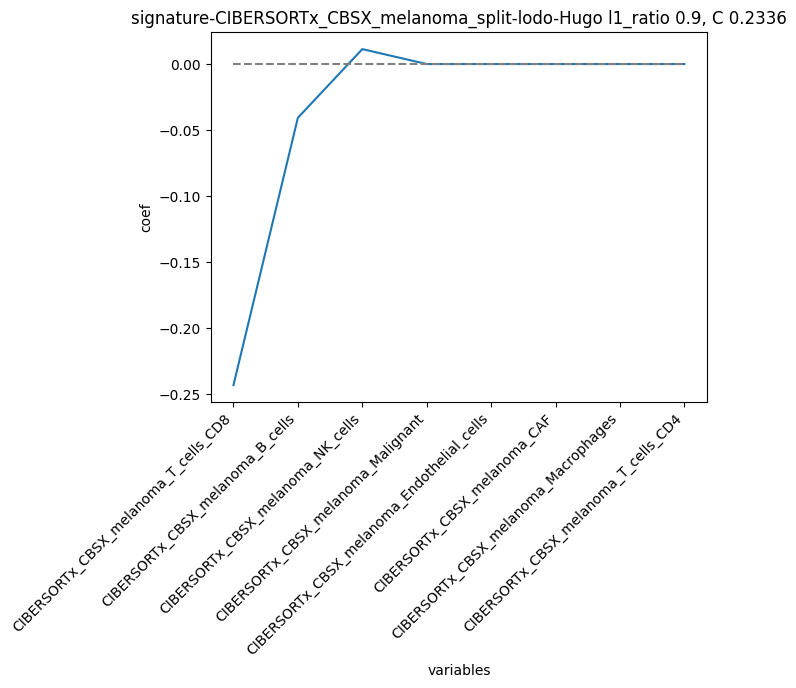 signature-CIBERSORTx_CBSX_melanoma_split-lodo-Hugo l1_ratio 0.9, C 0.2336
0.00
−0.05
−0.10
−0.15
−0.20
−0.25
coef
CIBERSORTx_CBSX_melanoma_T_cells_CD8
CIBERSORTx_CBSX_melanoma_B_cells
CIBERSORTx_CBSX_melanoma_NK_cells
CIBERSORTx_CBSX_melanoma_Malignant
CIBERSORTx_CBSX_melanoma_Endothelial_cells
CIBERSORTx_CBSX_melanoma_CAF
CIBERSORTx_CBSX_melanoma_Macrophages
CIBERSORTx_CBSX_melanoma_T_cells_CD4
variables